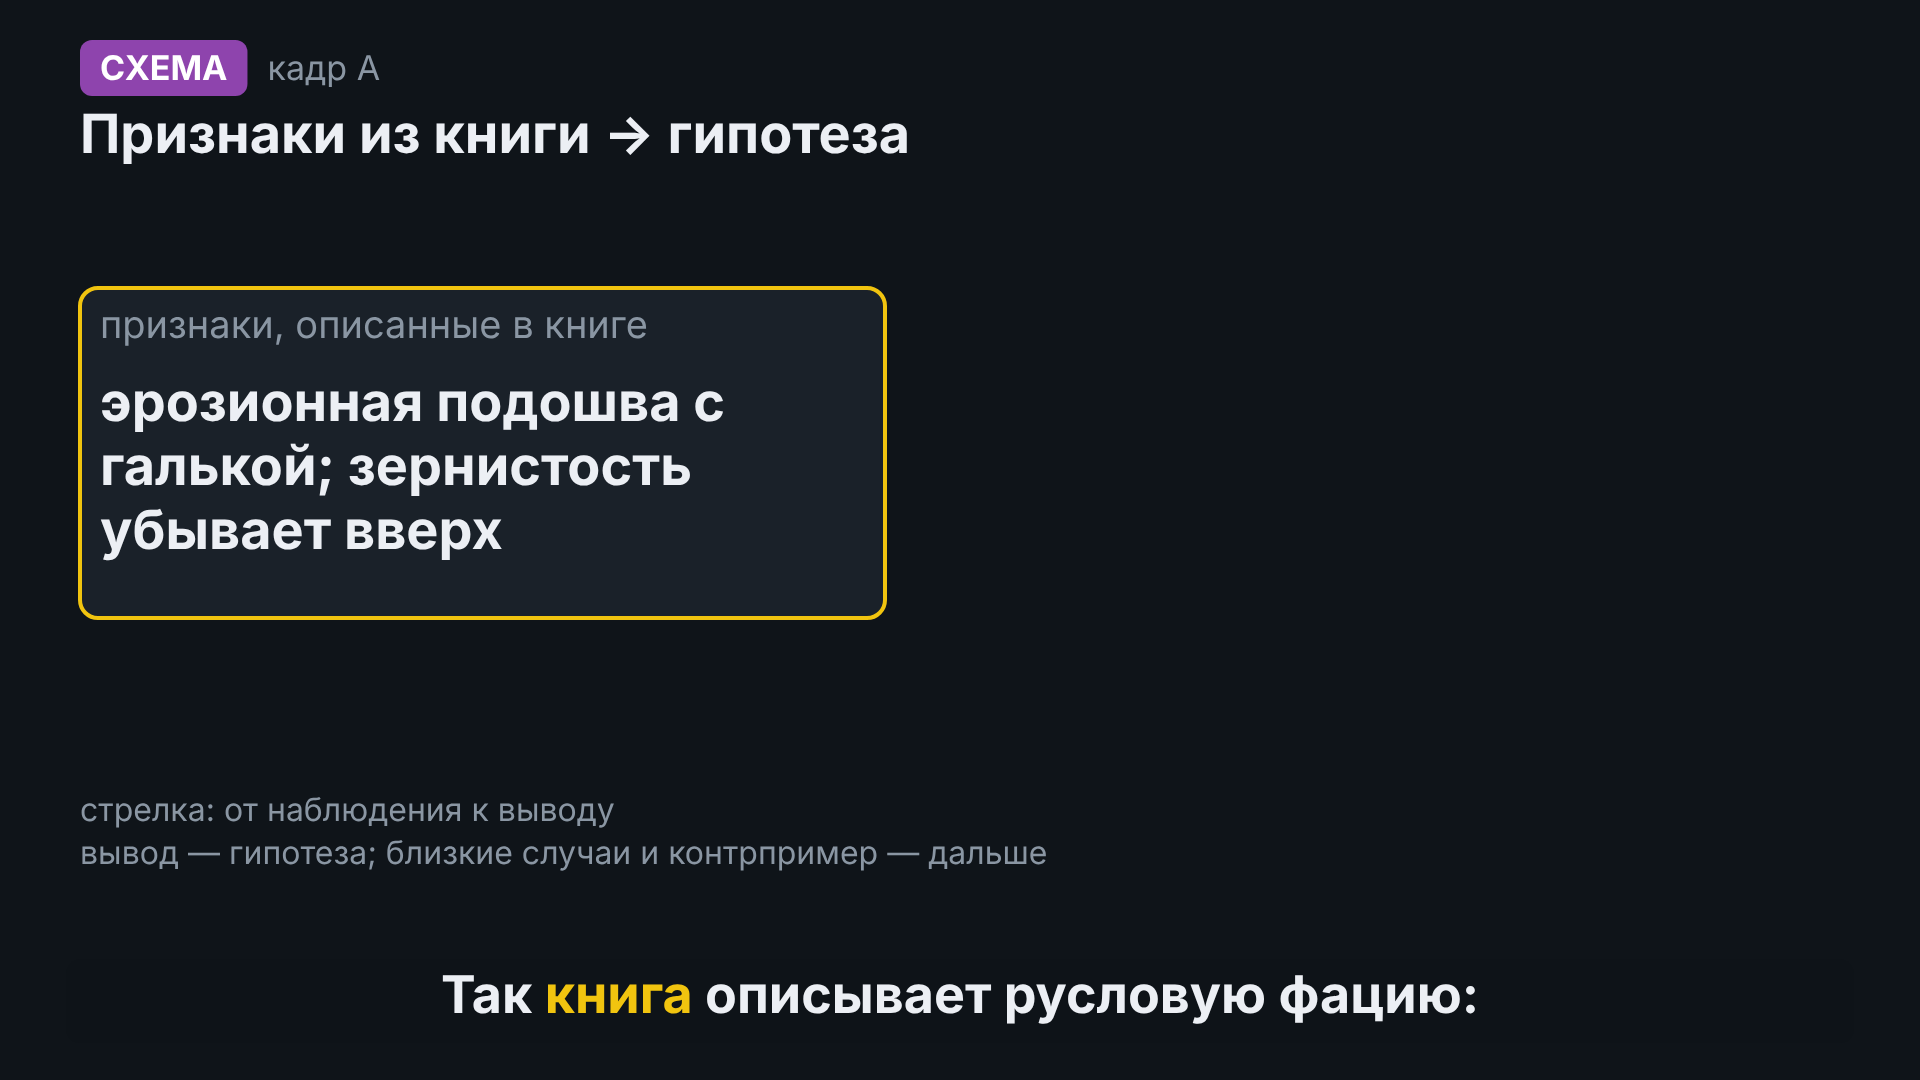 СХЕМА кадр А
Признаки из книги → гипотеза
признаки, описанные в книге
эрозионная подошва с
галькой; зернистость
убывает вверх
стрелка: от наблюдения к выводу
вывод — гипотеза; близкие случаи и контрпример — дальше
Так книга описывает русловую фацию: